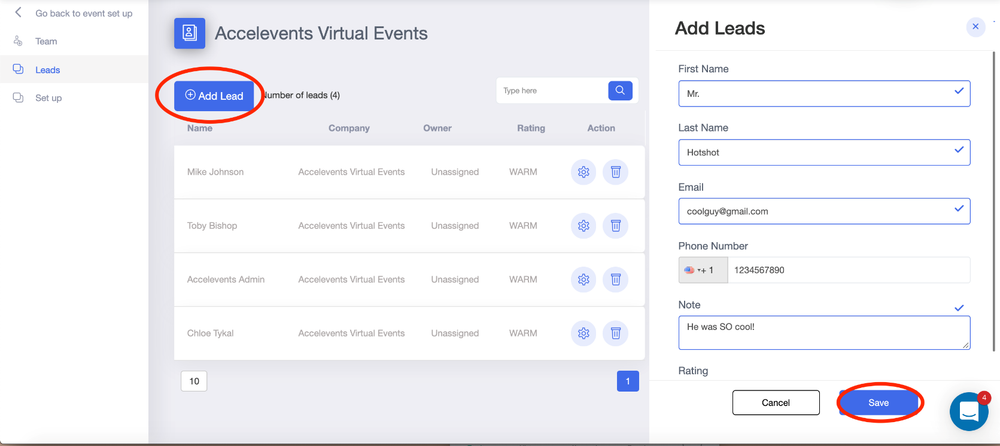 Go back to event set up
Team
Leads
Set up
Accelevents Virtual Events
Add Lead
Number of leads (4)
Type here
Name Company Owner Rating Action
Mike Johnson Accelevents Virtual Events Unassigned WARM
Toby Bishop Accelevents Virtual Events Unassigned WARM
Accelevents Admin Accelevents Virtual Events Unassigned WARM
Chloe Tykal Accelevents Virtual Events Unassigned WARM
10
1
Add Leads
First Name
Mr.
Last Name
Hotshot
Email
coolguy@gmail.com
Phone Number
+ 1 1234567890
Note
He was SO cool!
Rating
Cancel Save
4